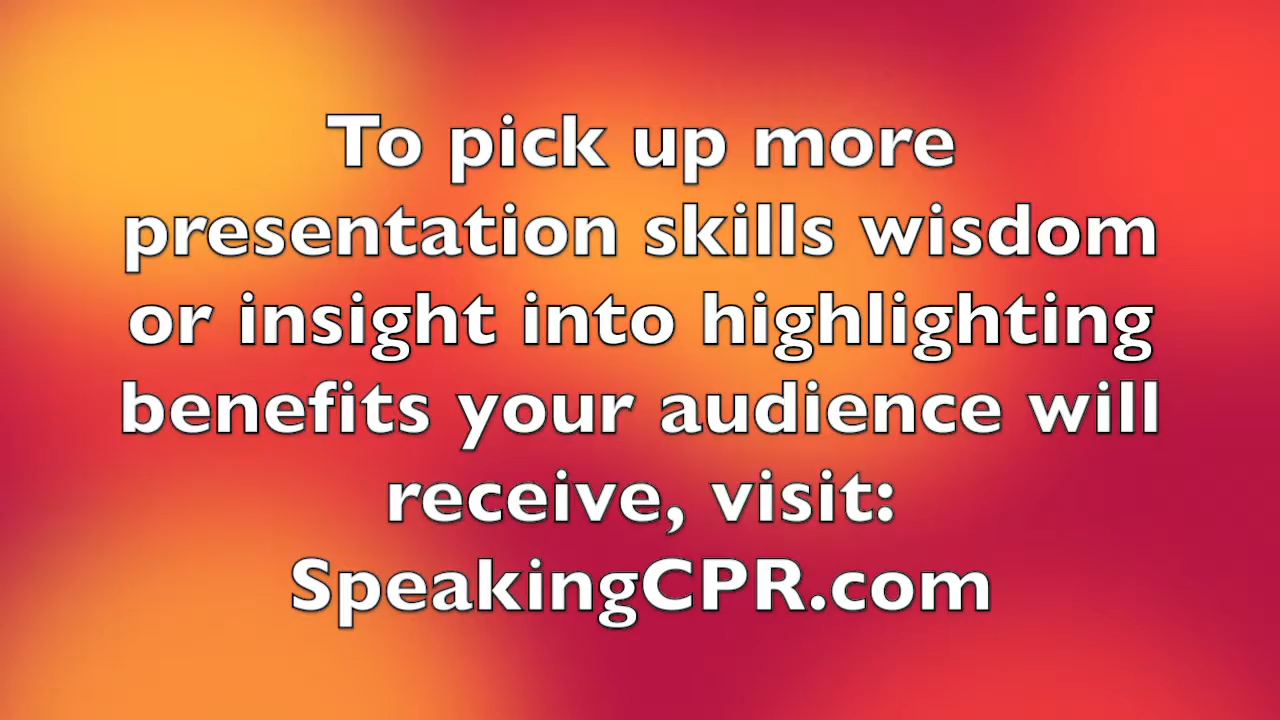 To pick up more
presentation skills wisdom
or insight into highlighting
benefits your audience will
receive, visit:
SpeakingCPR.com